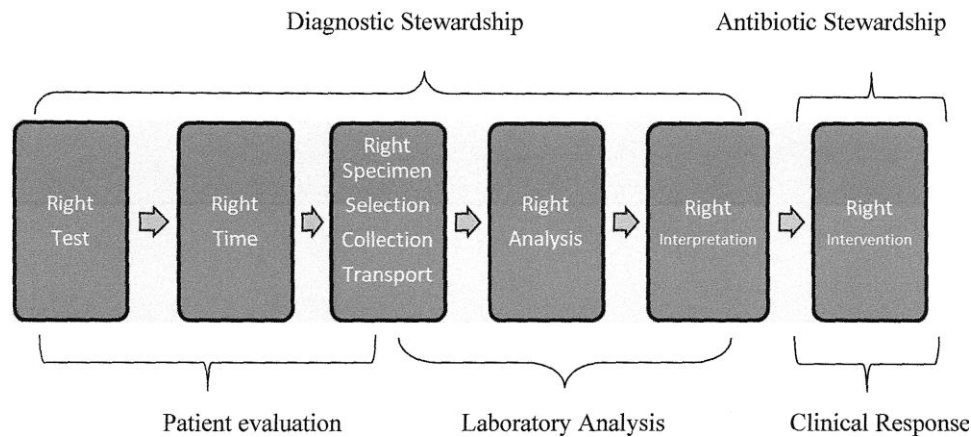 Diagnostic Stewardship
Antibiotic Stewardship
Right
Test
Right
Time
Right
Specimen
Selection
Collection
Transport
Right
Analysis
Right
Interpretation
Right
Intervention
Patient evaluation
Laboratory Analysis
Clinical Response